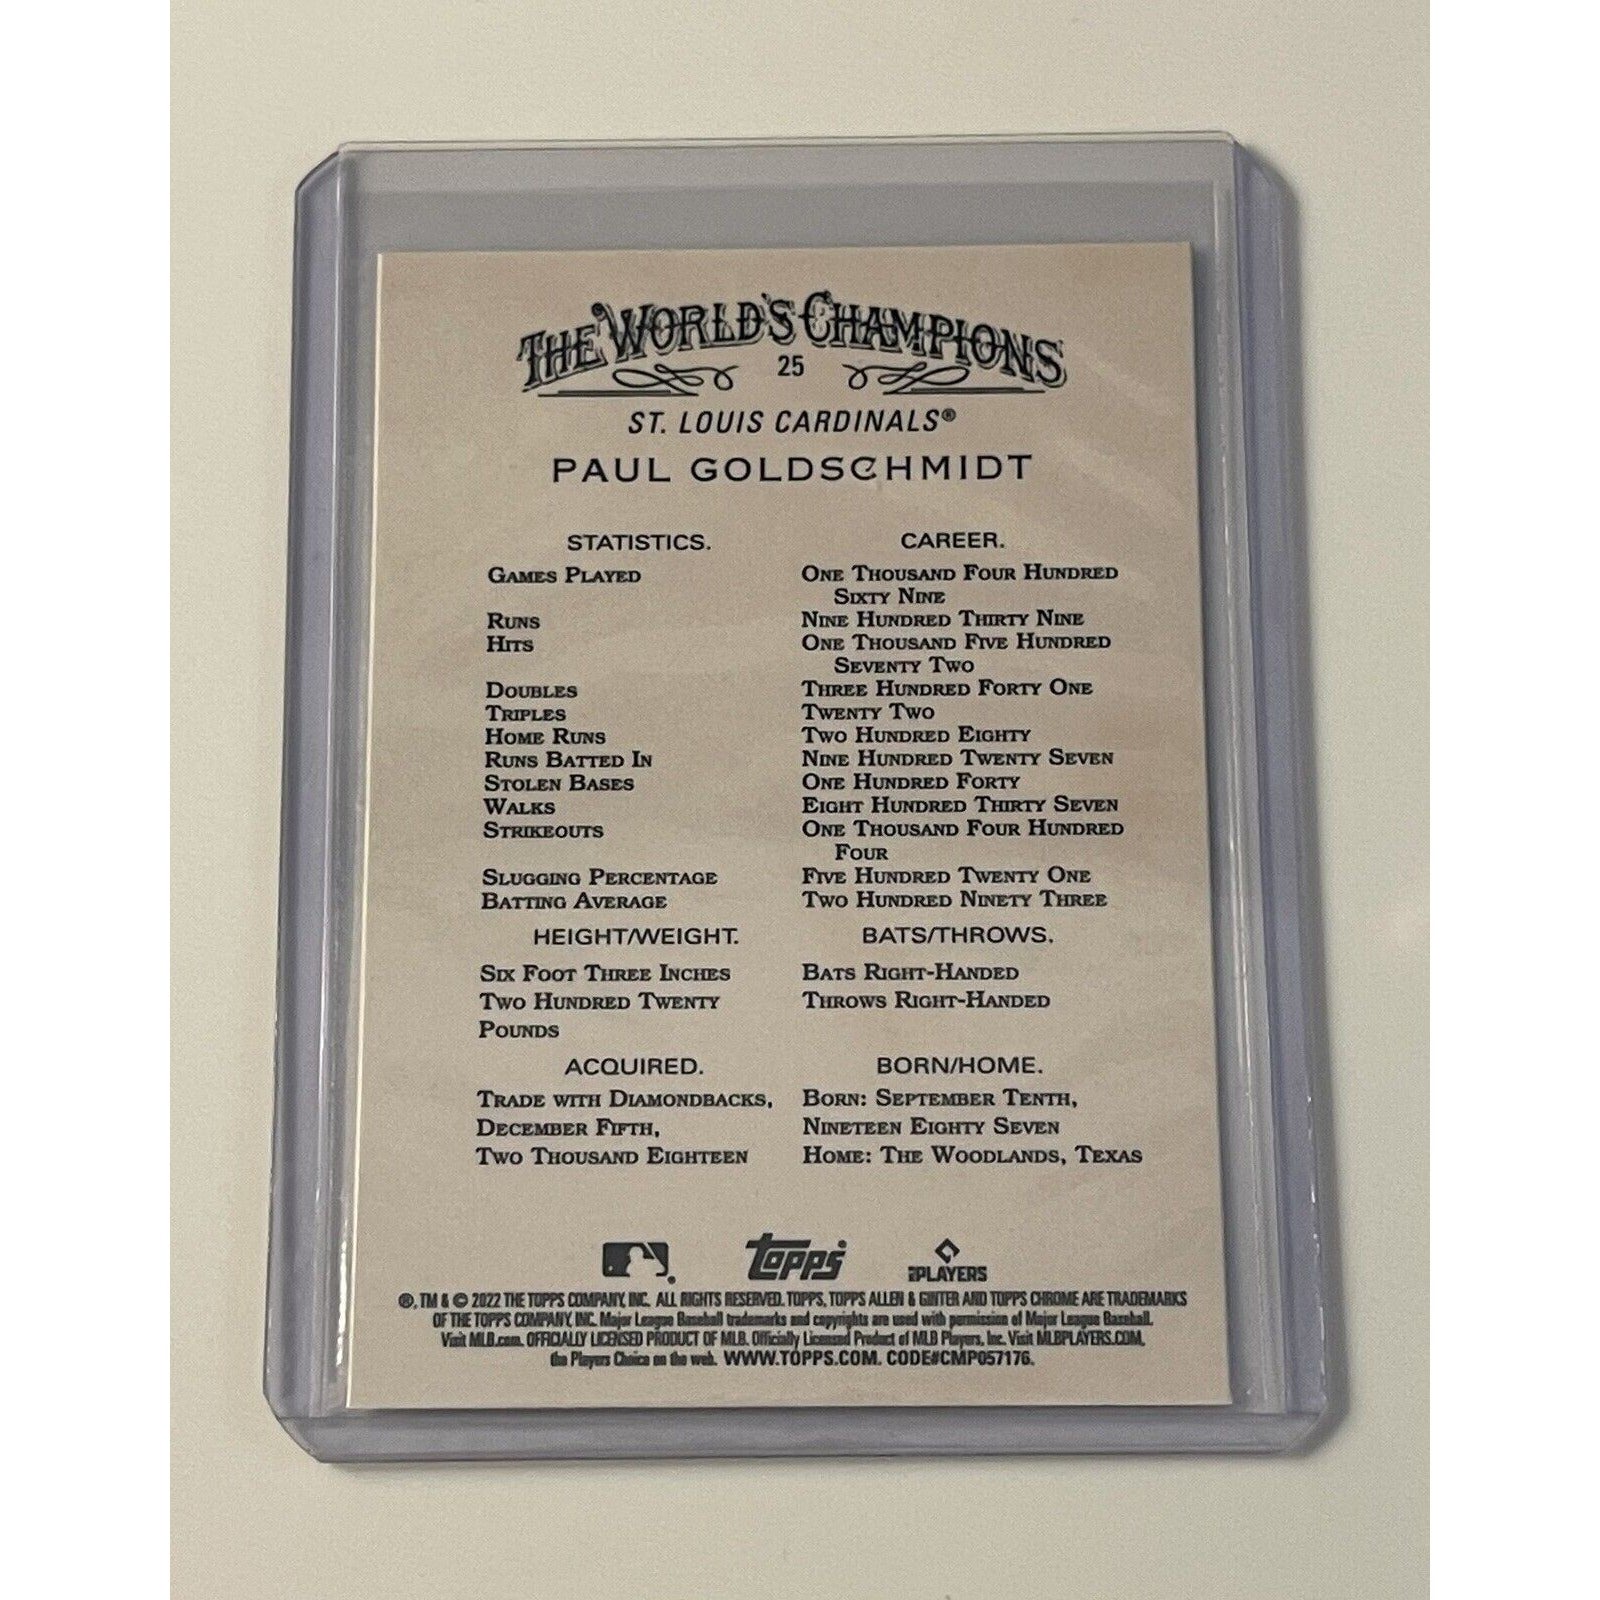 THE WORLD'S CHAMPIONS
25
ST. LOUIS CARDINALS®
PAUL GOLDSCHMIDT
STATISTICS. CAREER.
GAMES PLAYED ONE THOUSAND FOUR HUNDRED
SIXTY NINE
RUNS NINE HUNDRED THIRTY NINE
HITS ONE THOUSAND FIVE HUNDRED
SEVENTY TWO
DOUBLES THREE HUNDRED FORTY ONE
TRIPLES TWENTY TWO
HOME RUNS TWO HUNDRED EIGHTY
RUNS BATTED IN NINE HUNDRED TWENTY SEVEN
STOLEN BASES ONE HUNDRED FORTY
WALKS EIGHT HUNDRED THIRTY SEVEN
STRIKEOUTS ONE THOUSAND FOUR HUNDRED
FOUR
SLUGGING PERCENTAGE FIVE HUNDRED TWENTY ONE
BATTING AVERAGE TWO HUNDRED NINETY THREE
HEIGHT/WEIGHT. BATS/THROWS.
SIX FOOT THREE INCHES BATS RIGHT-HANDED
TWO HUNDRED TWENTY THROWS RIGHT-HANDED
POUNDS
ACQUIRED. BORN/HOME.
TRADE WITH DIAMONDBACKS, BORN: SEPTEMBER TENTH,
DECEMBER FIFTH, NINETEEN EIGHTY SEVEN
TWO THOUSAND EIGHTEEN HOME: THE WOODLANDS, TEXAS
topps PLAYERS
®, TM & © 2022 THE TOPPS COMPANY, INC. ALL RIGHTS RESERVED. TOPPS, TOPPS ALLEN & GINTER AND TOPPS CHROME ARE TRADEMARKS
OF THE TOPPS COMPANY, INC. Major League Baseball trademarks and copyrights are used with permission of Major League Baseball.
Visit MLB.com. OFFICIALLY LICENSED PRODUCT OF MLB. Officially Licensed Product of MLB Players, Inc. Visit MLBPLAYERS.COM,
the Players Choice on the web. WWW.TOPPS.COM. CODE#CMP057176.